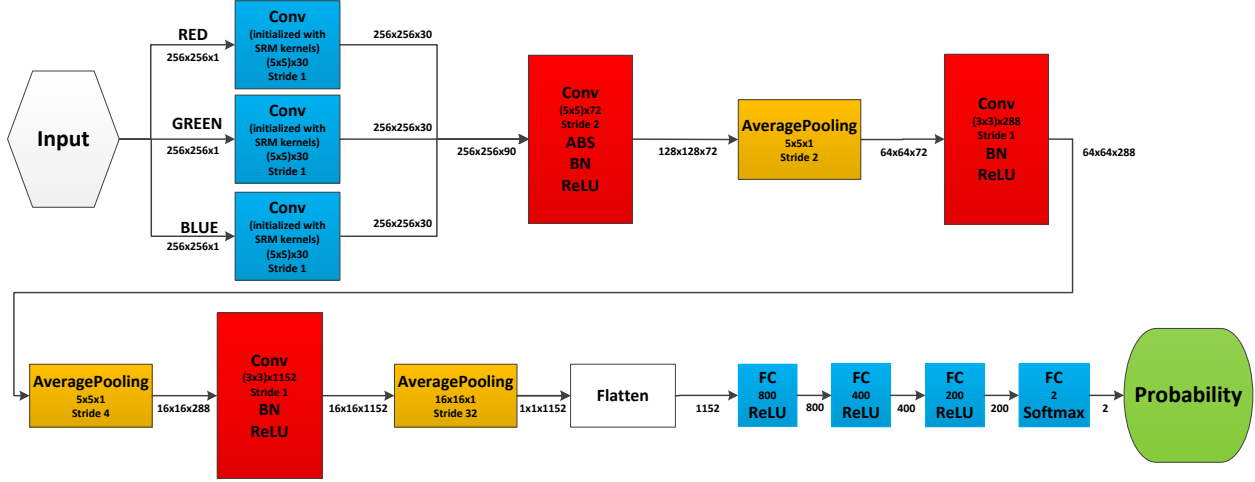 Input
RED
256x256x1
Conv
(initialized with
SRM kernels)
(5x5)x30
Stride 1
256x256x30
GREEN
256x256x1
Conv
(initialized with
SRM kernels)
(5x5)x30
Stride 1
256x256x30
BLUE
256x256x1
Conv
(initialized with
SRM kernels)
(5x5)x30
Stride 1
256x256x30
256x256x90
Conv
(5x5)x72
Stride 2
ABS
BN
ReLU
128x128x72
AveragePooling
5x5x1
Stride 2
64x64x72
Conv
(3x3)x288
Stride 1
BN
ReLU
64x64x288
AveragePooling
5x5x1
Stride 4
16x16x288
Conv
(3x3)x1152
Stride 1
BN
ReLU
16x16x1152
AveragePooling
16x16x1
Stride 32
1x1x1152
Flatten
1152
FC
800
ReLU
800
FC
400
ReLU
400
FC
200
ReLU
200
FC
2
Softmax
2
Probability